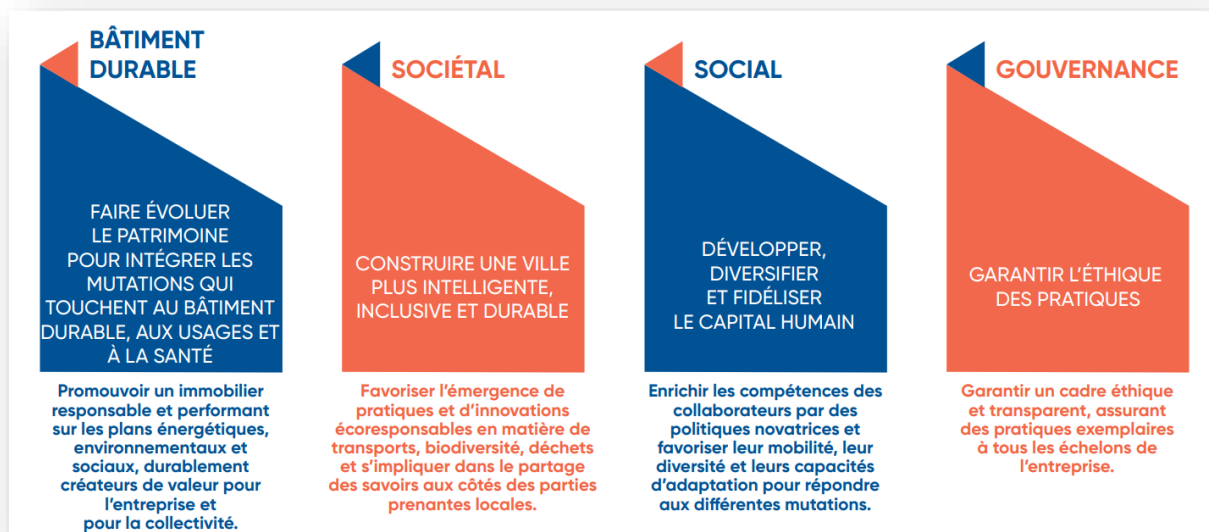 BÂTIMENT
DURABLE
FAIRE ÉVOLUER
LE PATRIMOINE
POUR INTÉGRER LES
MUTATIONS QUI
TOUCHENT AU BÂTIMENT
DURABLE, AUX USAGES ET
À LA SANTÉ
Promouvoir un immobilier
responsable et performant
sur les plans énergétiques,
environnementaux et
sociaux, durablement
créateurs de valeur pour
l’entreprise et
pour la collectivité.
SOCIÉTAL
CONSTRUIRE UNE VILLE
PLUS INTELLIGENTE,
INCLUSIVE ET DURABLE
Favoriser l’émergence de
pratiques et d’innovations
écoresponsables en matière de
transports, biodiversité, déchets
et s’impliquer dans le partage
des savoirs aux côtés des parties
prenantes locales.
SOCIAL
DÉVELOPPER,
DIVERSIFIER
ET FIDÉLISER
LE CAPITAL HUMAIN
Enrichir les compétences des
collaborateurs par des
politiques novatrices et
favoriser leur mobilité, leur
diversité et leurs capacités
d’adaptation pour répondre
aux différentes mutations.
GOUVERNANCE
GARANTIR L’ÉTHIQUE
DES PRATIQUES
Garantir un cadre éthique
et transparent, assurant
des pratiques exemplaires
à tous les échelons de
l’entreprise.